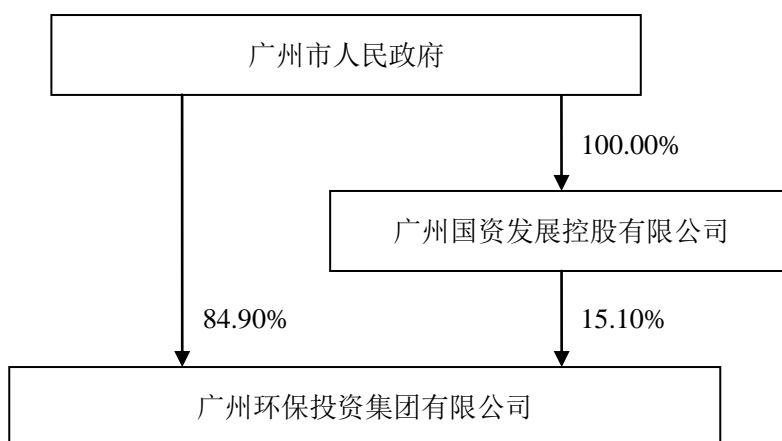 广州市人民政府
100.00%
广州国资发展控股有限公司
84.90%
15.10%
广州环保投资集团有限公司